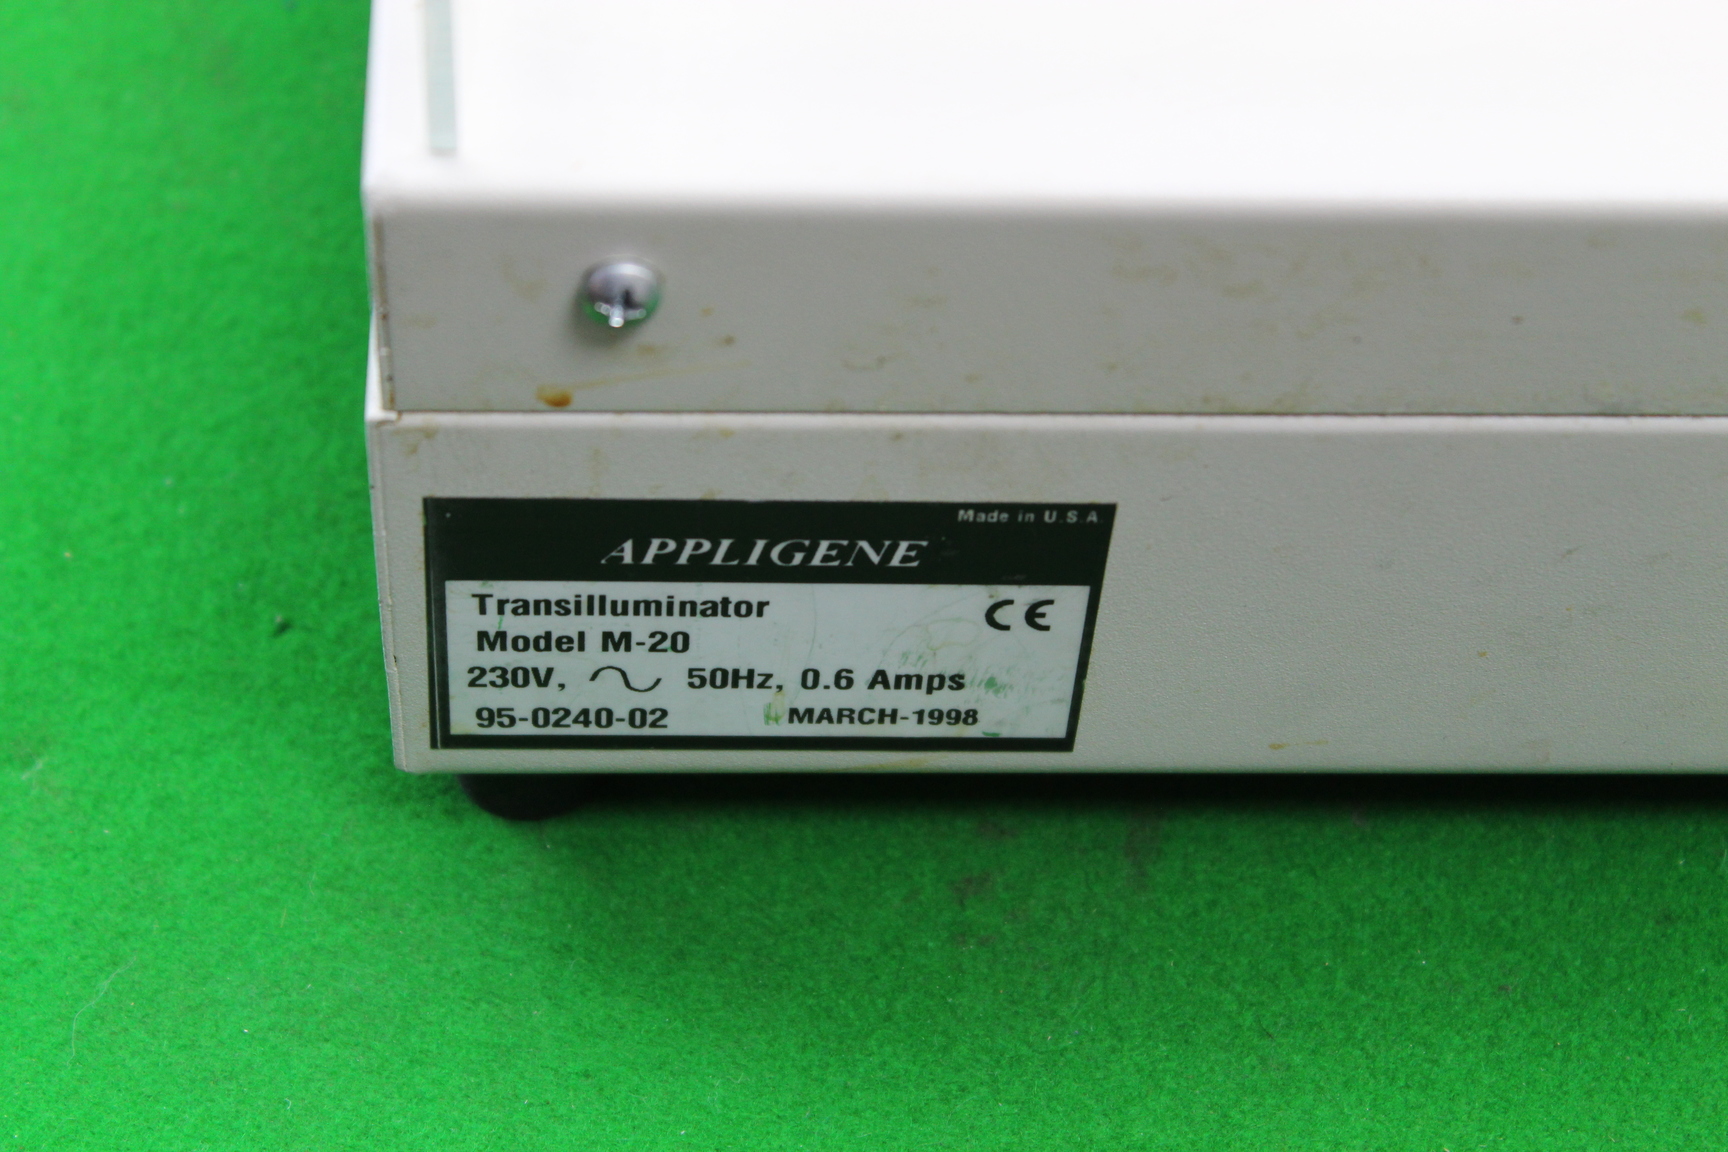 Made in U.S.A
APPLIGENE
Transilluminator
CE
Model M-20
230V, 50Hz, 0.6 Amps
95-0240-02 MARCH-1998